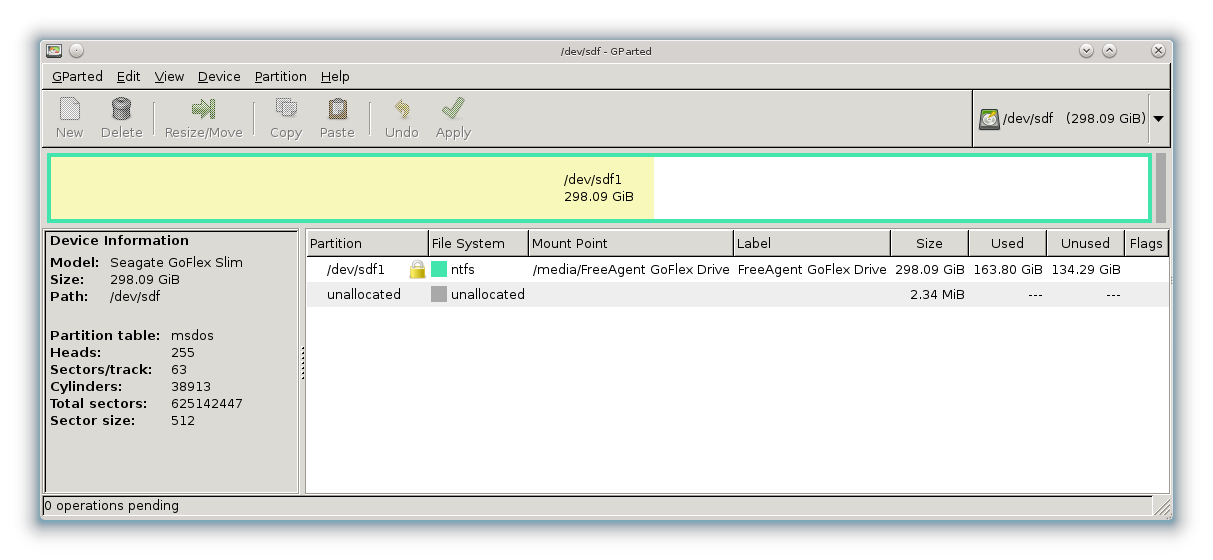 /dev/sdf - GParted
GParted Edit View Device Partition Help
New Delete Resize/Move Copy Paste Undo Apply /dev/sdf (298.09 GiB)
/dev/sdf1
298.09 GiB
Device Information
Model: Seagate GoFlex Slim
Size: 298.09 GiB
Path: /dev/sdf
Partition table: msdos
Heads: 255
Sectors/track: 63
Cylinders: 38913
Total sectors: 625142447
Sector size: 512
Partition File System Mount Point Label Size Used Unused Flags
/dev/sdf1 ntfs /media/FreeAgent GoFlex Drive FreeAgent GoFlex Drive 298.09 GiB 163.80 GiB 134.29 GiB
unallocated unallocated 2.34 MiB --- ---
0 operations pending